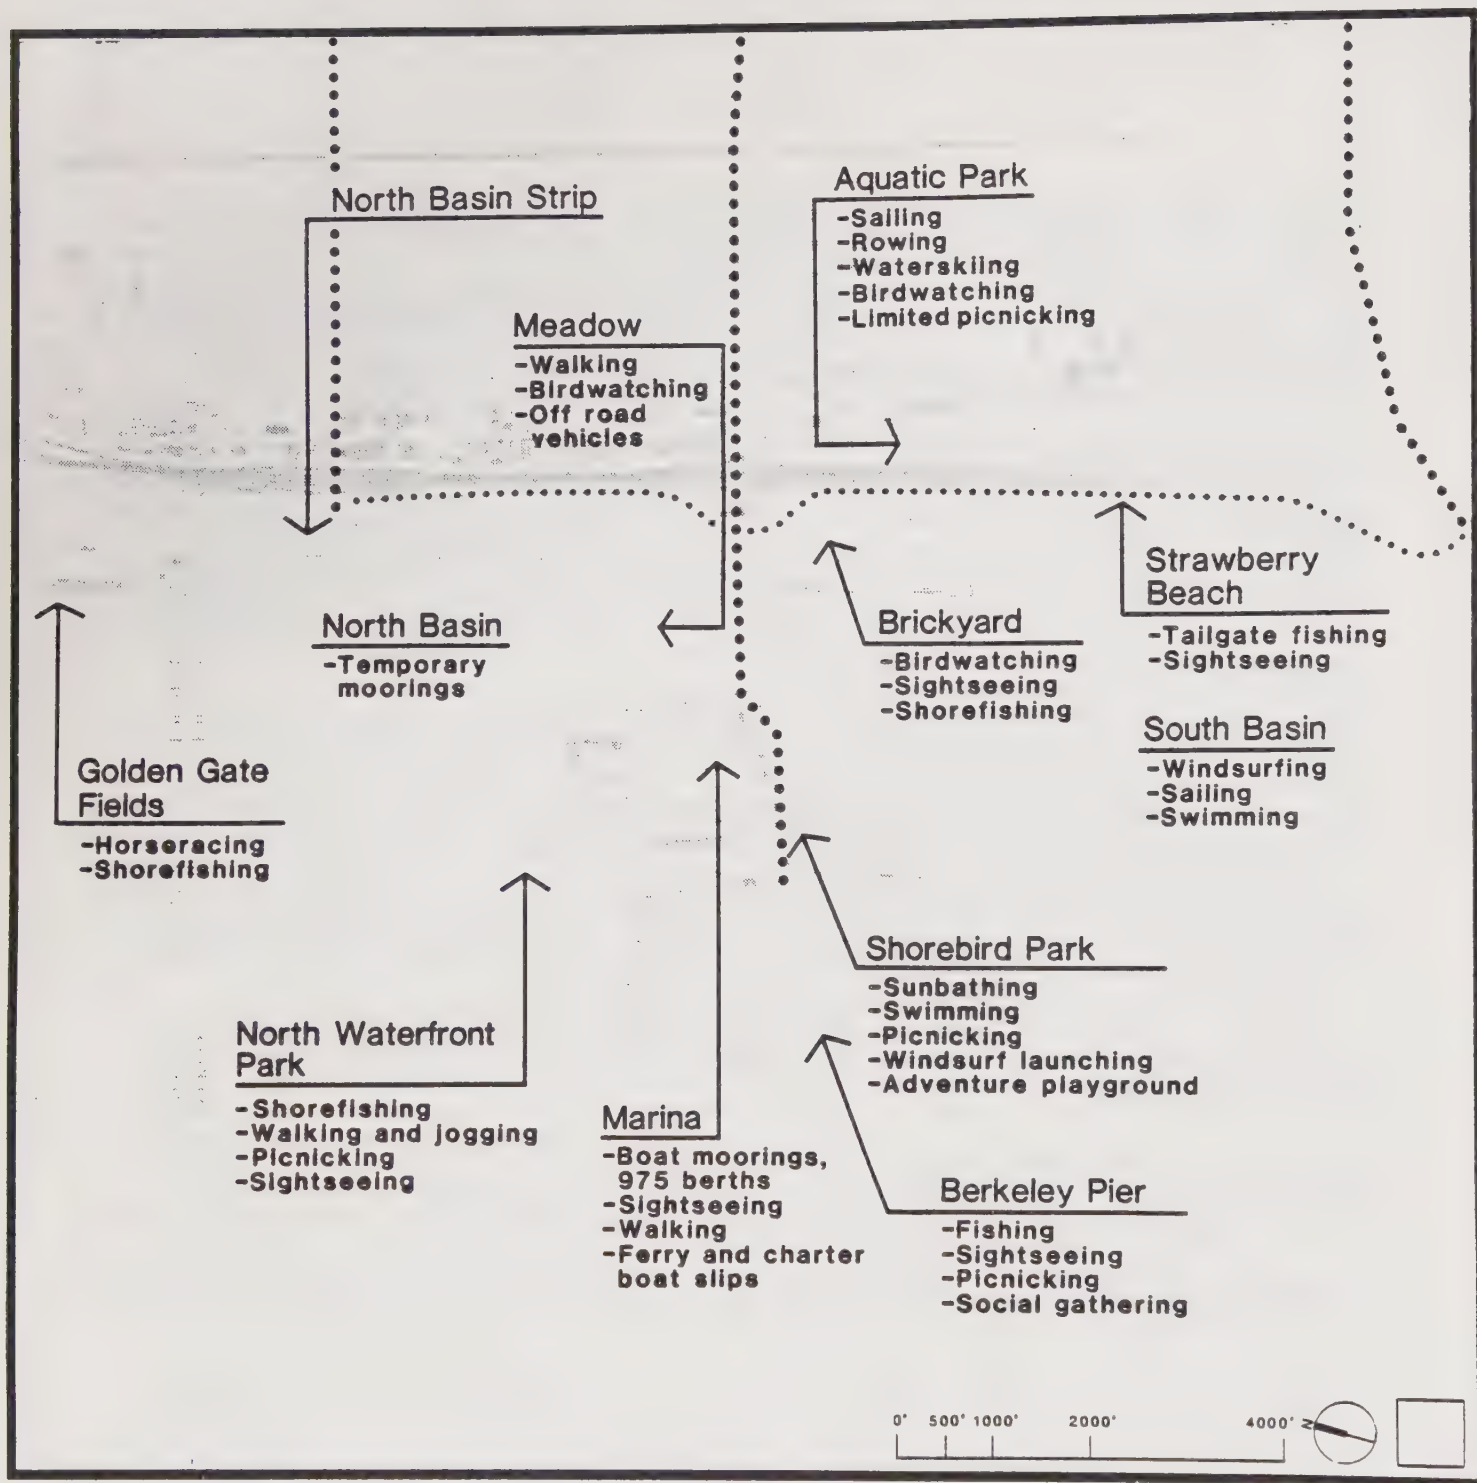 North Basin Strip
Aquatic Park
-Sailing
-Rowing
-Waterskiing
-Birdwatching
-Limited picnicking
Meadow
-Walking
-Birdwatching
-Off road
vehicles
Strawberry
Beach
-Tailgate fishing
-Sightseeing
North Basin
-Temporary
moorings
Brickyard
-Birdwatching
-Sightseeing
-Shorefishing
South Basin
-Windsurfing
-Sailing
-Swimming
Golden Gate
Fields
-Horseracing
-Shorefishing
Shorebird Park
-Sunbathing
-Swimming
-Picnicking
-Windsurf launching
-Adventure playground
North Waterfront
Park
-Shorefishing
-Walking and jogging
-Picnicking
-Sightseeing
Marina
-Boat moorings,
975 berths
-Sightseeing
-Walking
-Ferry and charter
boat slips
Berkeley Pier
-Fishing
-Sightseeing
-Picnicking
-Social gathering
0' 500' 1000' 2000' 4000' N